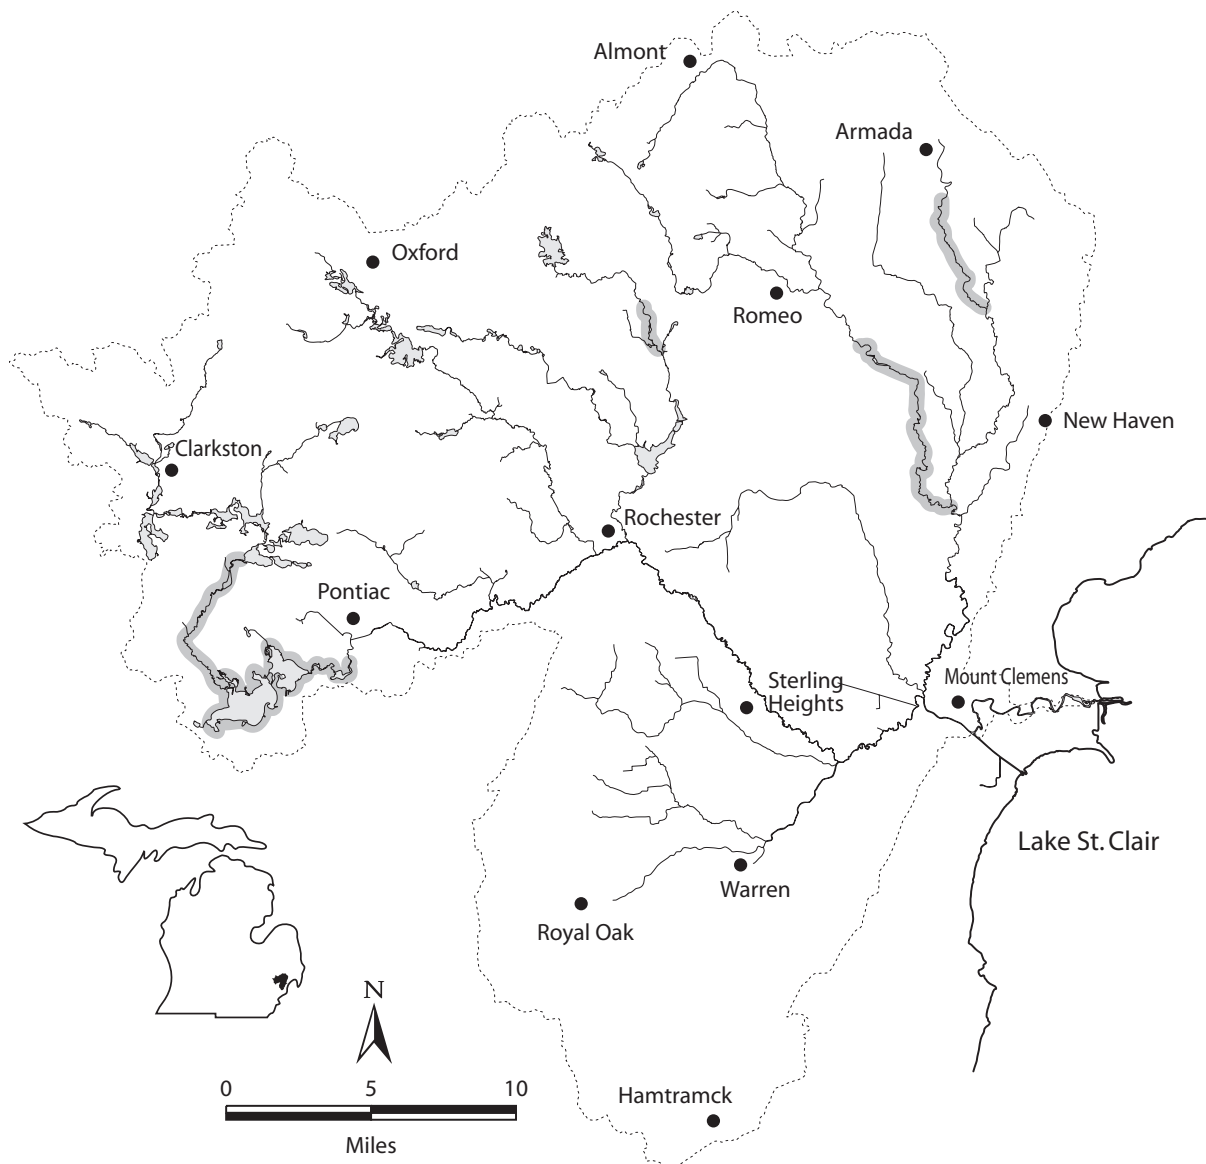 Almont
Armada
Oxford
Romeo
New Haven
Clarkston
Rochester
Pontiac
Sterling
Heights
Mount Clemens
Lake St. Clair
Warren
Royal Oak
N
0 5 10
Miles
Hamtramck